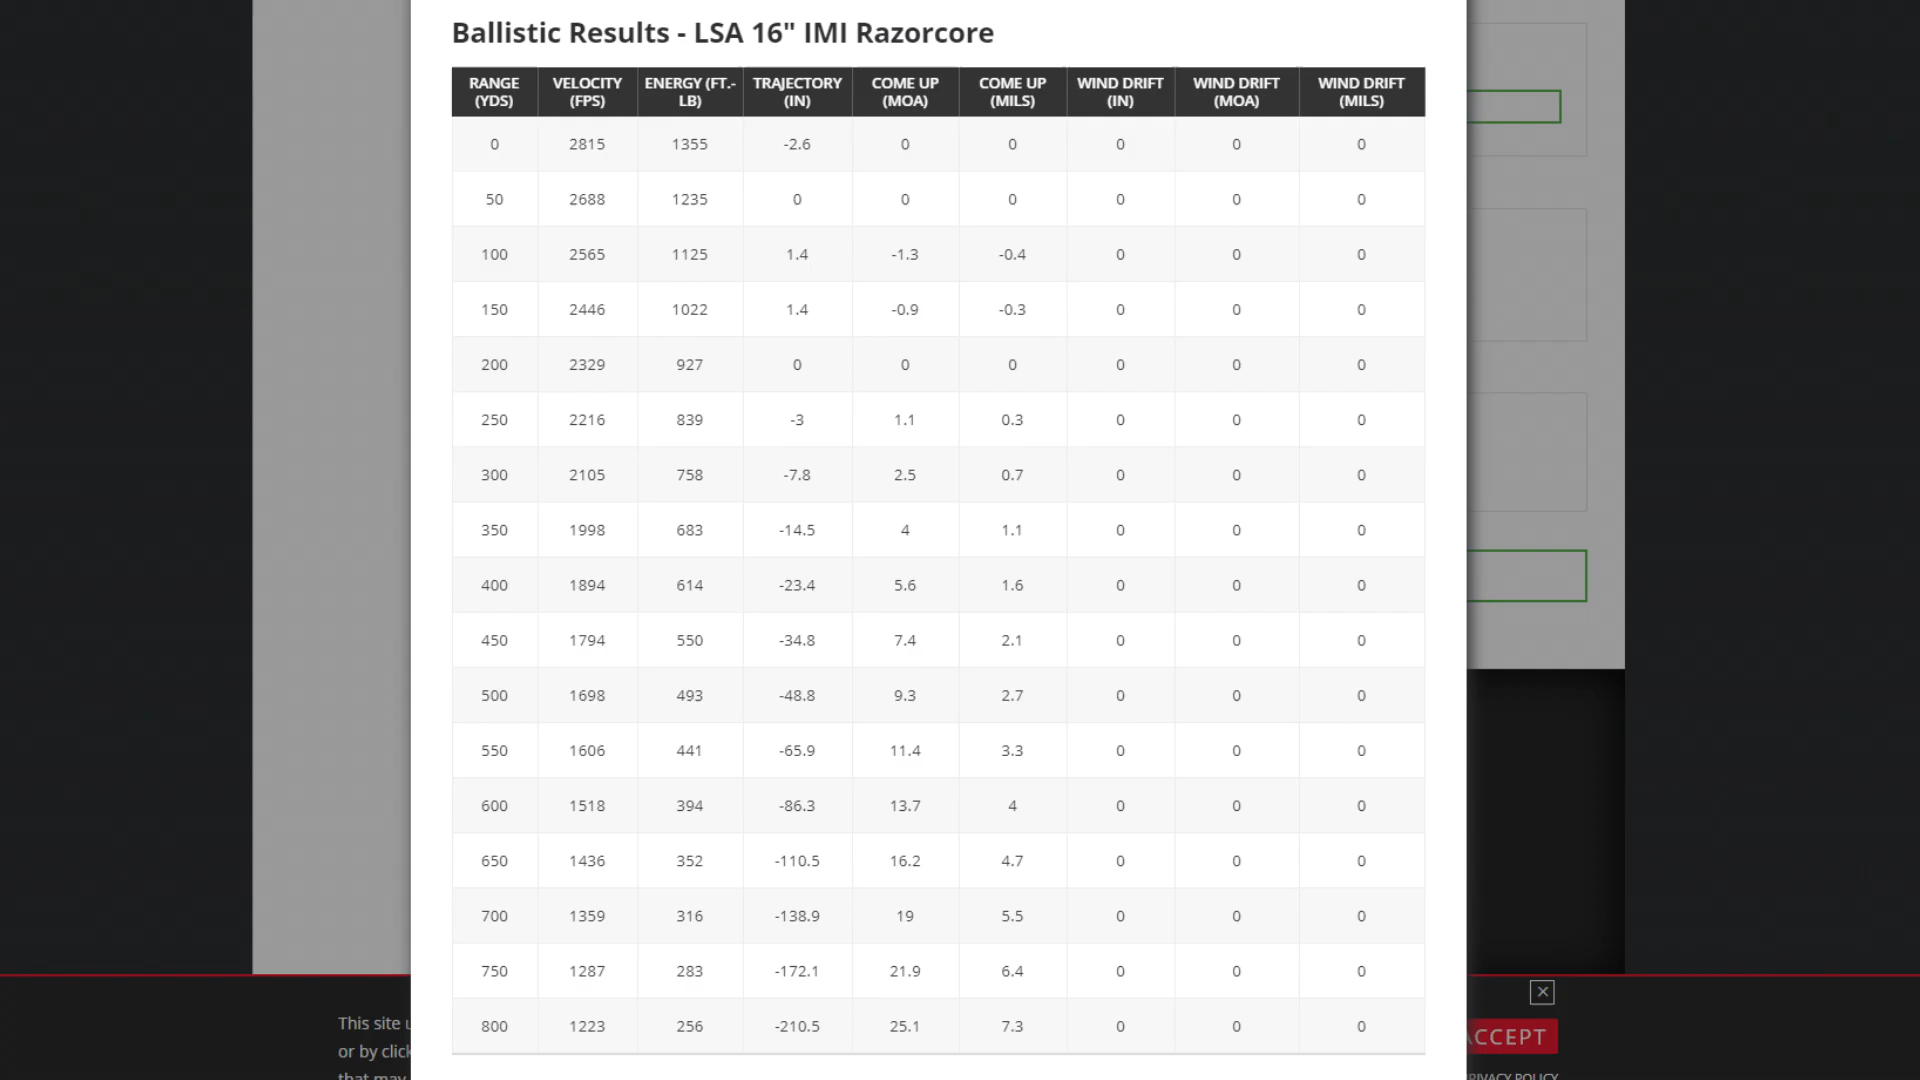 Ballistic Results - LSA 16" IMI Razorcore
RANGE (YDS) VELOCITY (FPS) ENERGY (FT.-LB) TRAJECTORY (IN) COME UP (MOA) COME UP (MILS) WIND DRIFT (IN) WIND DRIFT (MOA) WIND DRIFT (MILS)
0 2815 1355 -2.6 0 0 0 0 0
50 2688 1235 0 0 0 0 0 0
100 2565 1125 1.4 -1.3 -0.4 0 0 0
150 2446 1022 1.4 -0.9 -0.3 0 0 0
200 2329 927 0 0 0 0 0 0
250 2216 839 -3 1.1 0.3 0 0 0
300 2105 758 -7.8 2.5 0.7 0 0 0
350 1998 683 -14.5 4 1.1 0 0 0
400 1894 614 -23.4 5.6 1.6 0 0 0
450 1794 550 -34.8 7.4 2.1 0 0 0
500 1698 493 -48.8 9.3 2.7 0 0 0
550 1606 441 -65.9 11.4 3.3 0 0 0
600 1518 394 -86.3 13.7 4 0 0 0
650 1436 352 -110.5 16.2 4.7 0 0 0
700 1359 316 -138.9 19 5.5 0 0 0
750 1287 283 -172.1 21.9 6.4 0 0 0
800 1223 256 -210.5 25.1 7.3 0 0 0
This site
or by click
that may
CCEPT
RIVACY POLICY